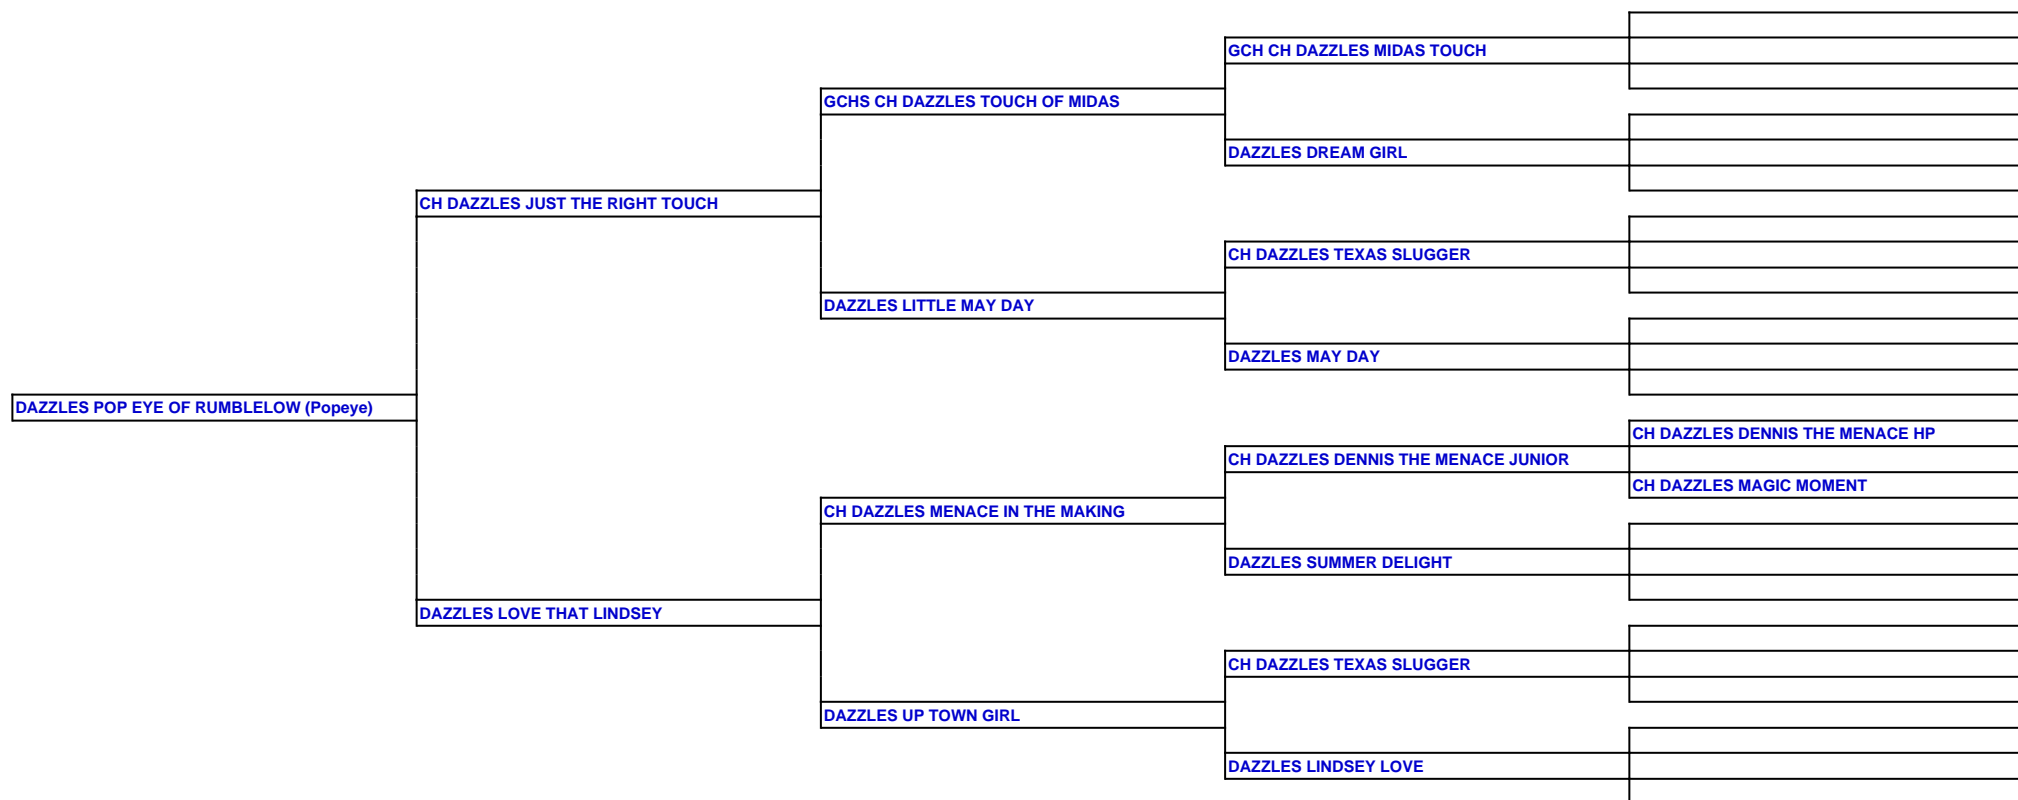 GCH CH DAZZLES MIDAS TOUCH
GCHS CH DAZZLES TOUCH OF MIDAS
DAZZLES DREAM GIRL
CH DAZZLES JUST THE RIGHT TOUCH
CH DAZZLES TEXAS SLUGGER
DAZZLES LITTLE MAY DAY
DAZZLES MAY DAY
DAZZLES POP EYE OF RUMBLELOW (Popeye)
CH DAZZLES DENNIS THE MENACE HP
CH DAZZLES DENNIS THE MENACE JUNIOR
CH DAZZLES MAGIC MOMENT
CH DAZZLES MENACE IN THE MAKING
DAZZLES SUMMER DELIGHT
DAZZLES LOVE THAT LINDSEY
CH DAZZLES TEXAS SLUGGER
DAZZLES UP TOWN GIRL
DAZZLES LINDSEY LOVE